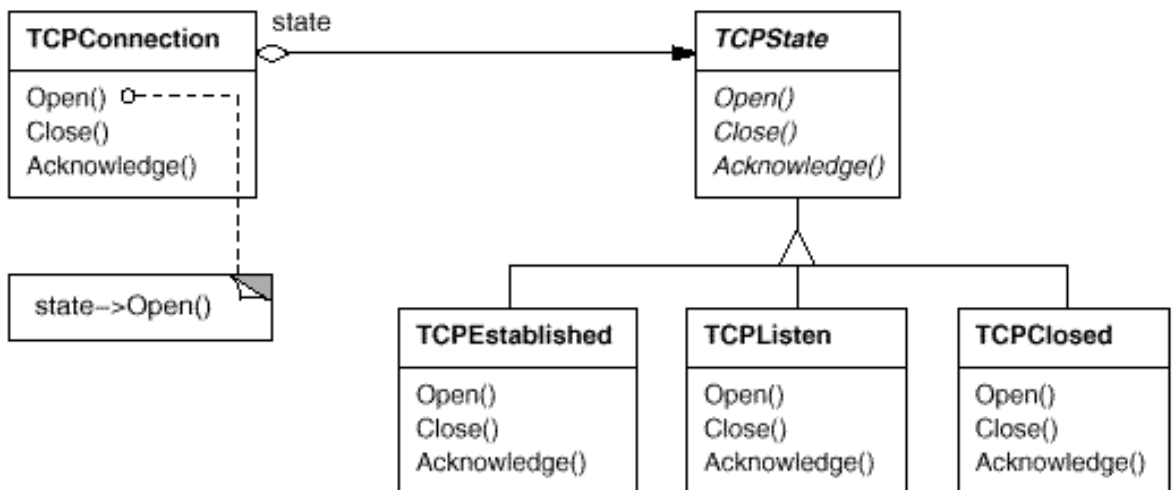 state
TCPConnection
Open()
Close()
Acknowledge()
state–>Open()
TCPState
Open()
Close()
Acknowledge()
TCPEstablished
Open()
Close()
Acknowledge()
TCPListen
Open()
Close()
Acknowledge()
TCPClosed
Open()
Close()
Acknowledge()